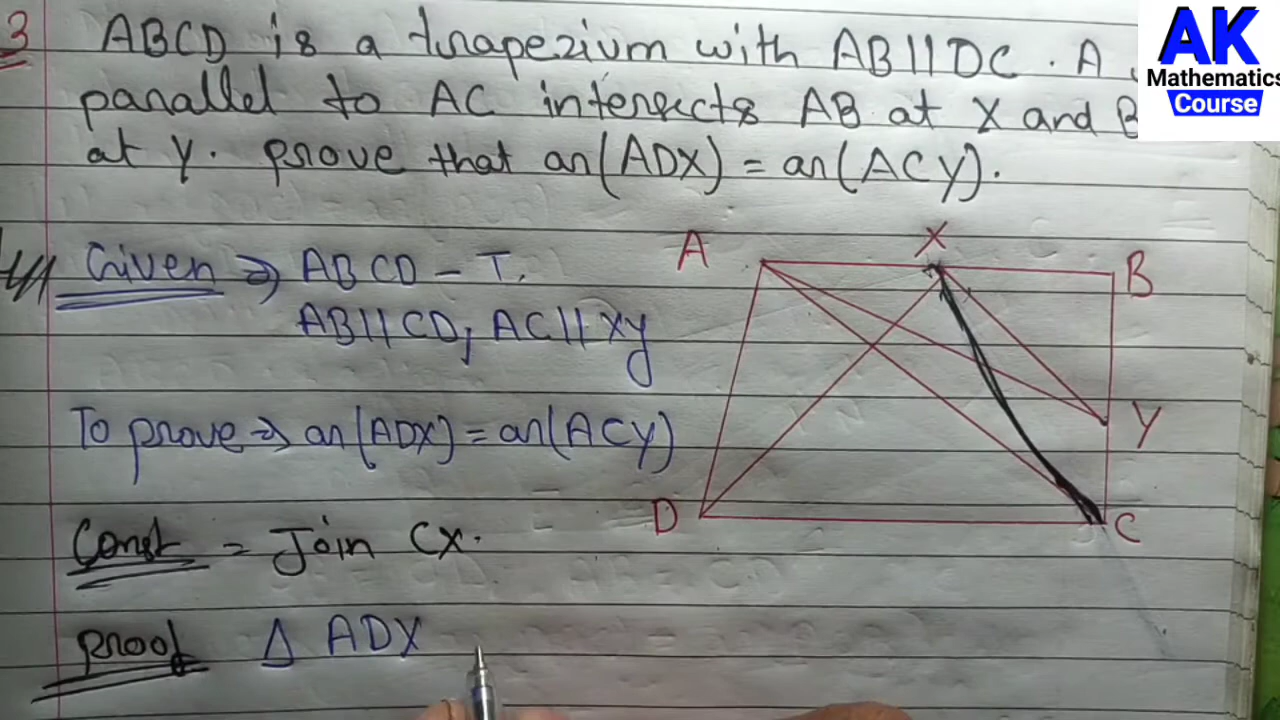 3 ABCD is a trapezium with AB||DC. A
parallel to AC intersects AB at X and B
at Y. prove that ar(ADX) = ar(ACY).
AK
Mathematics
Course
Given ⇒ ABCD - T.
AB||CD, AC||XY
To prove ⇒ ar(ADX) = ar(ACY)
Const = Join CX.
proof Δ ADX
A
X
B
Y
D
C